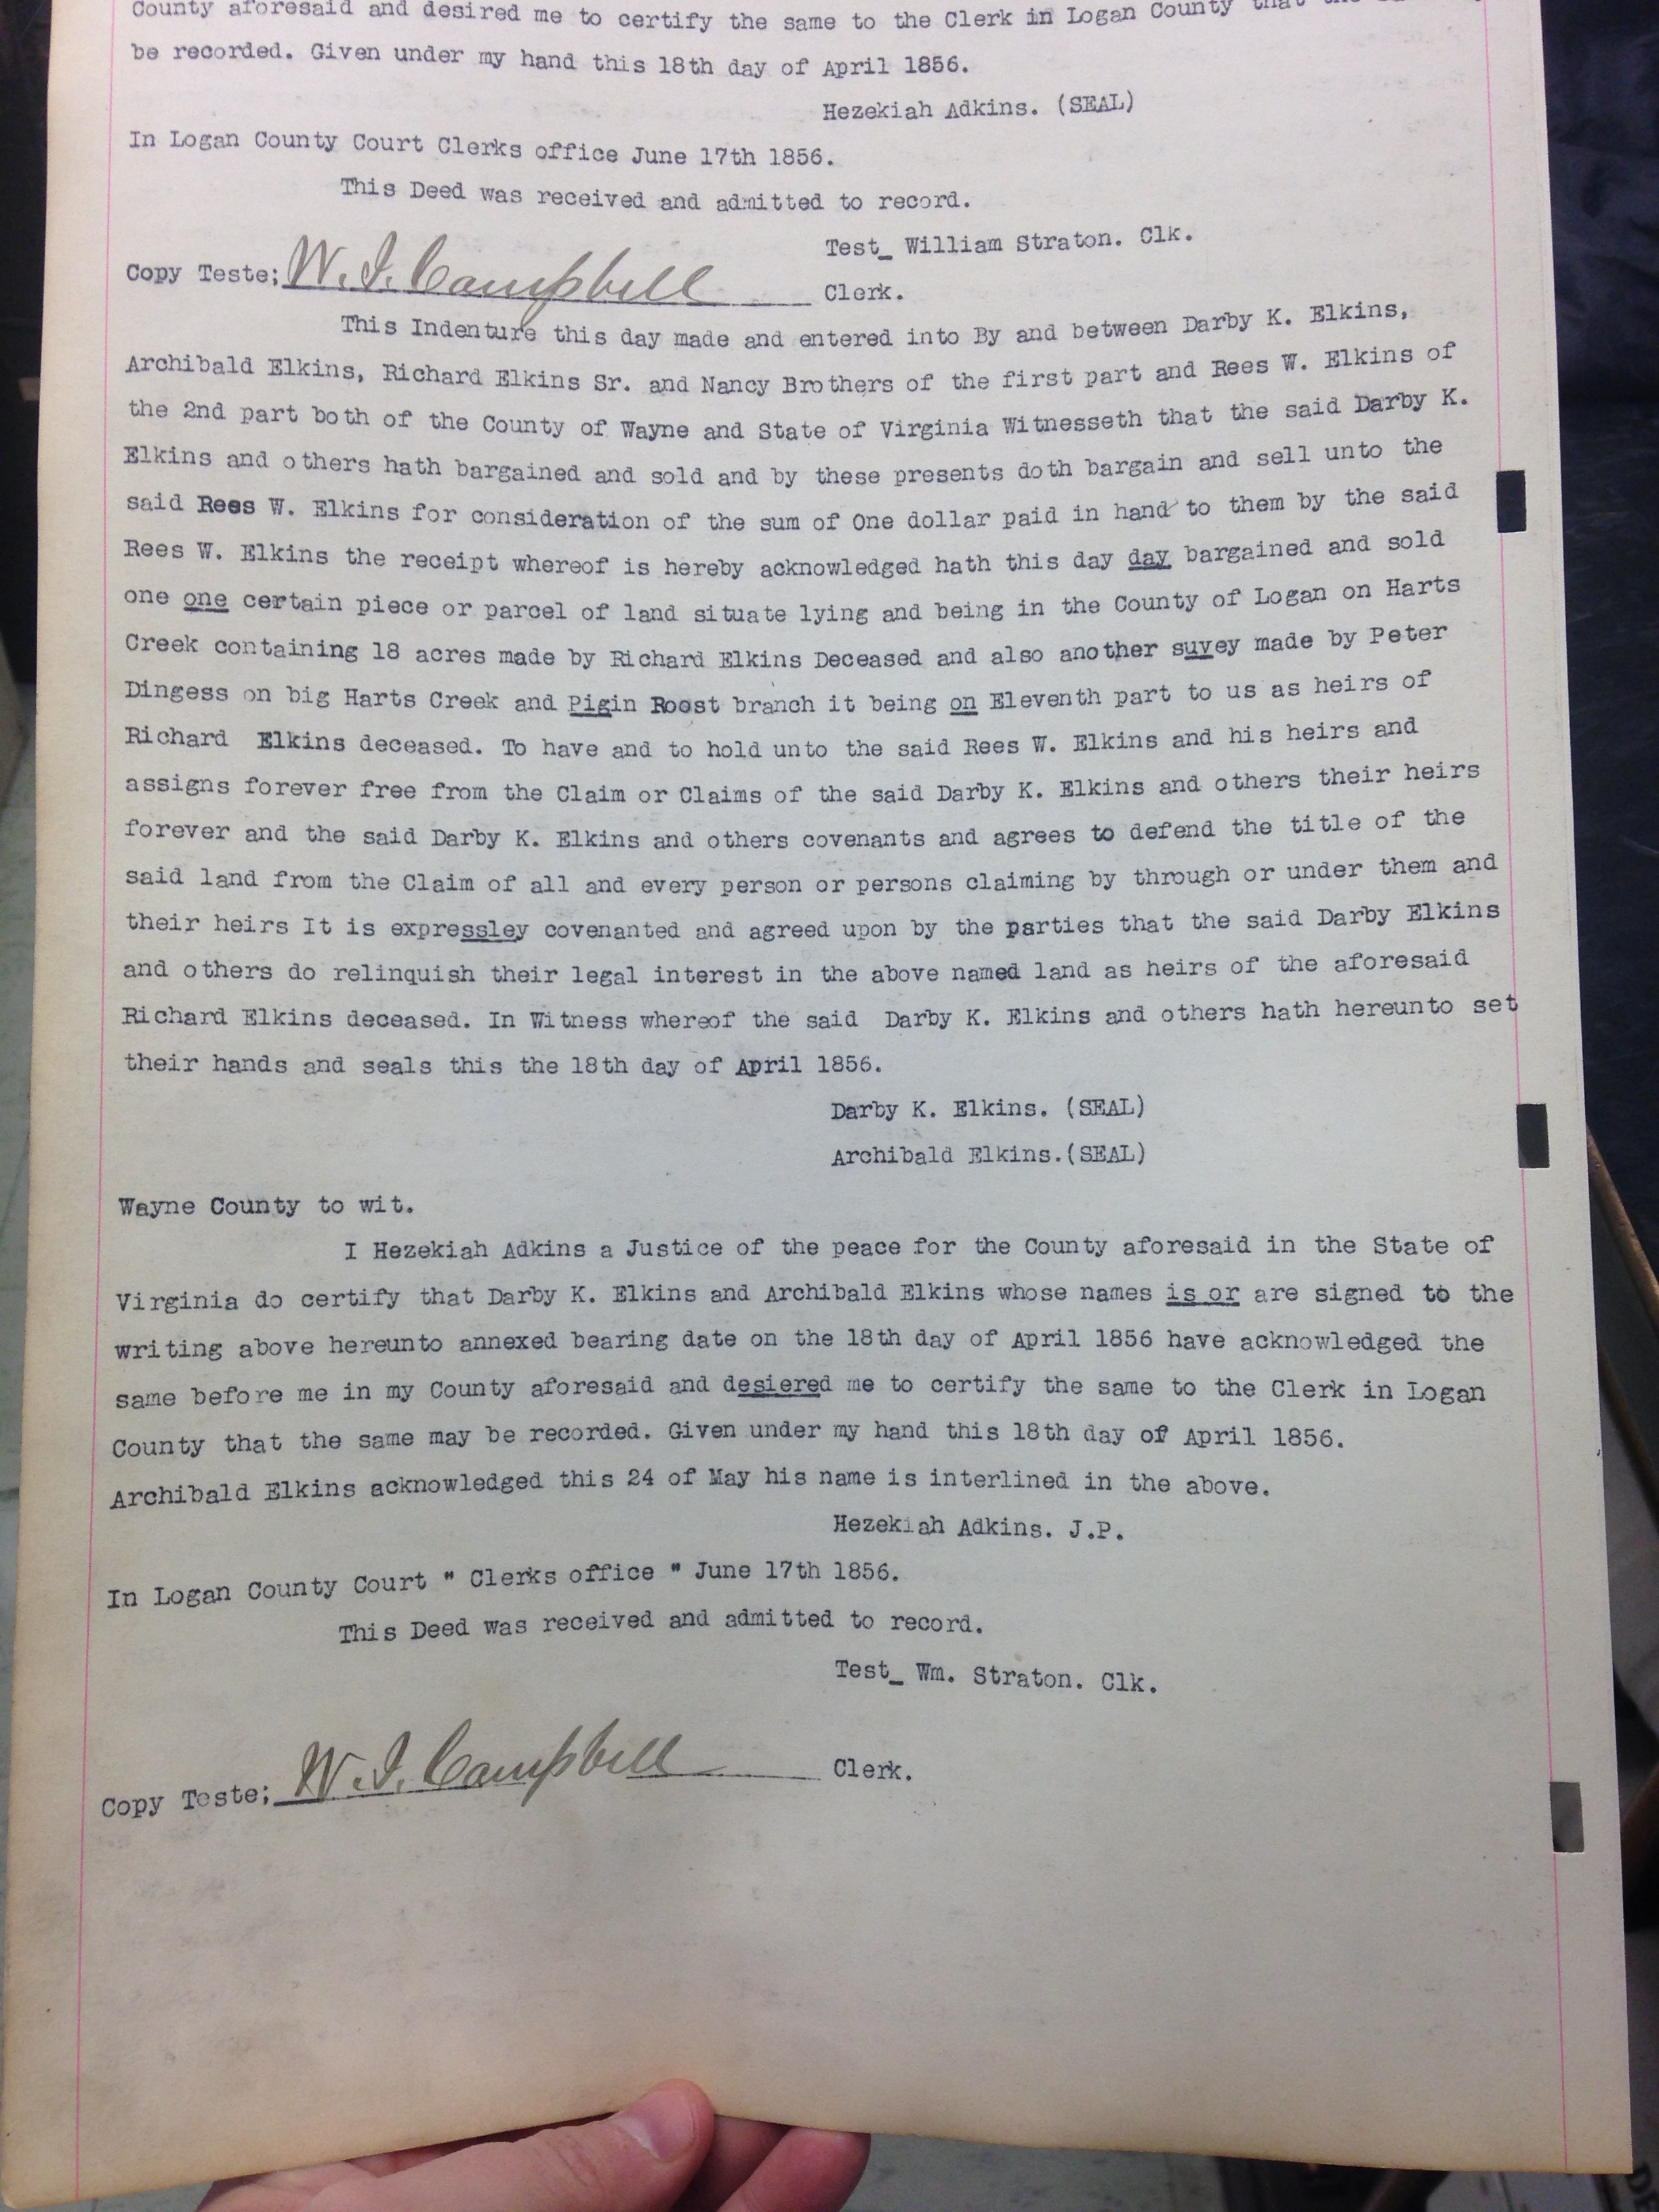 County aforesaid and desired me to certify the same to the Clerk in Logan County that the
be recorded. Given under my hand this 18th day of April 1856.
Hezekiah Adkins. (SEAL)
In Logan County Court Clerks office June 17th 1856.
This Deed was received and admitted to record.
Test_ William Straton. Clk.
Copy Teste; W.I. Campbell Clerk.
This Indenture this day made and entered into By and between Darby K. Elkins,
Archibald Elkins, Richard Elkins Sr. and Nancy Brothers of the first part and Rees W. Elkins of
the 2nd part both of the County of Wayne and State of Virginia Witnesseth that the said Darby K.
Elkins and others hath bargained and sold and by these presents doth bargain and sell unto the
said Rees W. Elkins for consideration of the sum of One dollar paid in hand to them by the said
Rees W. Elkins the receipt whereof is hereby acknowledged hath this day day bargained and sold
one one certain piece or parcel of land situate lying and being in the County of Logan on Harts
Creek containing 18 acres made by Richard Elkins Deceased and also another suvey made by Peter
Dingess on big Harts Creek and Pigin Roost branch it being on Eleventh part to us as heirs of
Richard Elkins deceased. To have and to hold unto the said Rees W. Elkins and his heirs and
assigns forever free from the Claim or Claims of the said Darby K. Elkins and others their heirs
forever and the said Darby K. Elkins and others covenants and agrees to defend the title of the
said land from the Claim of all and every person or persons claiming by through or under them and
their heirs It is expressley covenanted and agreed upon by the parties that the said Darby Elkins
and others do relinquish their legal interest in the above named land as heirs of the aforesaid
Richard Elkins deceased. In Witness whereof the said Darby K. Elkins and others hath hereunto set
their hands and seals this the 18th day of April 1856.
Darby K. Elkins. (SEAL)
Archibald Elkins.(SEAL)
Wayne County to wit.
I Hezekiah Adkins a Justice of the peace for the County aforesaid in the State of
Virginia do certify that Darby K. Elkins and Archibald Elkins whose names is or are signed to the
writing above hereunto annexed bearing date on the 18th day of April 1856 have acknowledged the
same before me in my County aforesaid and desiered me to certify the same to the Clerk in Logan
County that the same may be recorded. Given under my hand this 18th day of April 1856.
Archibald Elkins acknowledged this 24 of May his name is interlined in the above.
Hezekiah Adkins. J.P.
In Logan County Court " Clerks office " June 17th 1856.
This Deed was received and admitted to record.
Test_ Wm. Straton. Clk.
Copy Teste; W.I. Campbell Clerk.